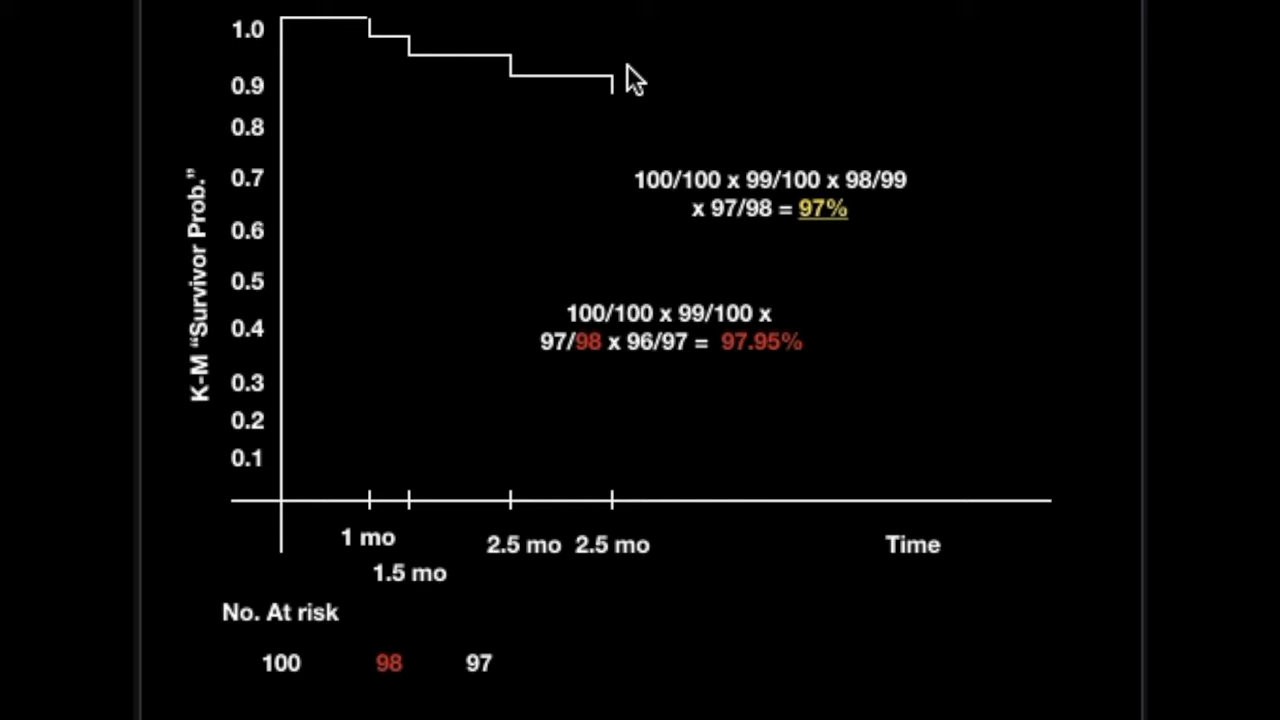 1.0
0.9
0.8
0.7
0.6
0.5
0.4
0.3
0.2
0.1
K-M “Survivor Prob.”
100/100 x 99/100 x 98/99
x 97/98 = 97%
100/100 x 99/100 x
97/98 x 96/97 = 97.95%
1 mo
1.5 mo
2.5 mo
2.5 mo
Time
No. At risk
100 98 97